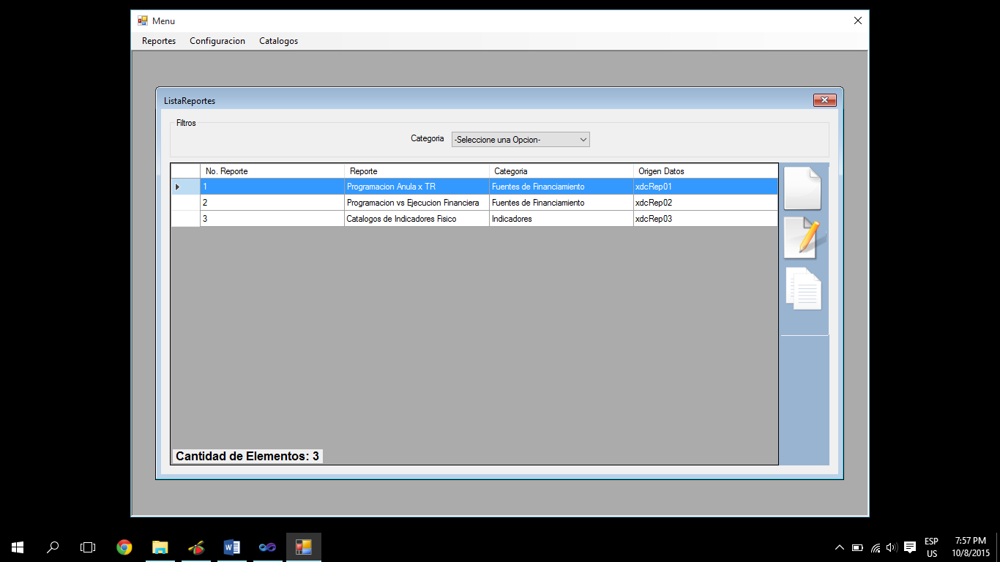 Menu
Reportes Configuracion Catalogos
ListaReportes
Filtros
Categoria -Seleccione una Opcion-
No. Reporte Reporte Categoria Origen Datos
1 Programacion Anula x TR Fuentes de Financiamiento xdcRep01
2 Programacion vs Ejecucion Financiera Fuentes de Financiamiento xdcRep02
3 Catalogos de Indicadores Fisico Indicadores xdcRep03
Cantidad de Elementos: 3
ESP 7:57 PM
US 10/8/2015